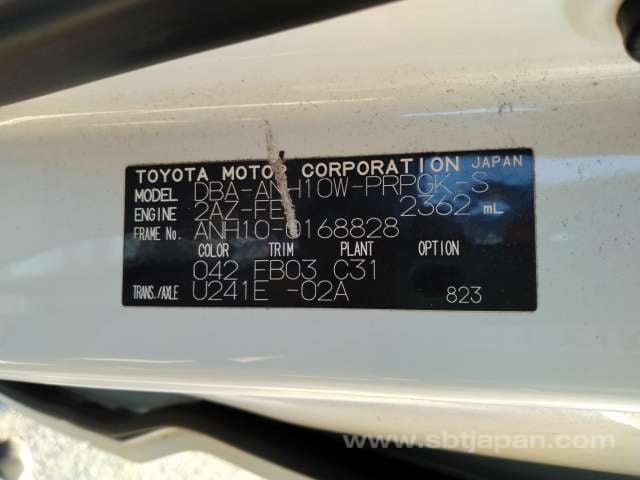 TOYOTA MOTOR CORPORATION JAPAN
MODEL DBA-ANH10W-PRPGK-S
ENGINE 2AZ-FE 2362 mL
FRAME No. ANH10-0168828
COLOR TRIM PLANT OPTION
042 FB03 C31
TRANS./AXLE U241E -02A 823
www.sbtjapan.com